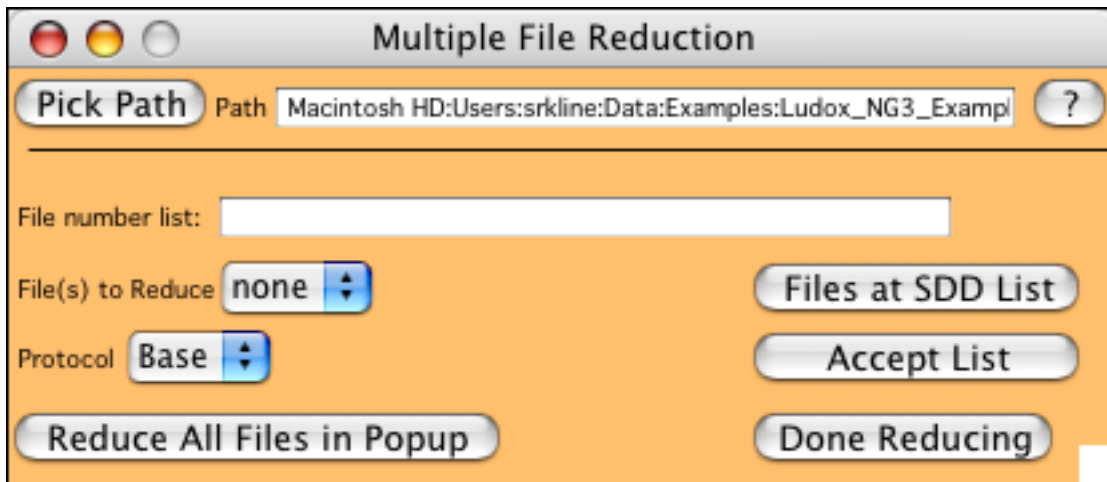 Multiple File Reduction
Pick Path Path Macintosh HD:Users:srkline:Data:Examples:Ludox_NG3_Exampl ?
File number list:
File(s) to Reduce none Files at SDD List
Protocol Base Accept List
Reduce All Files in Popup Done Reducing